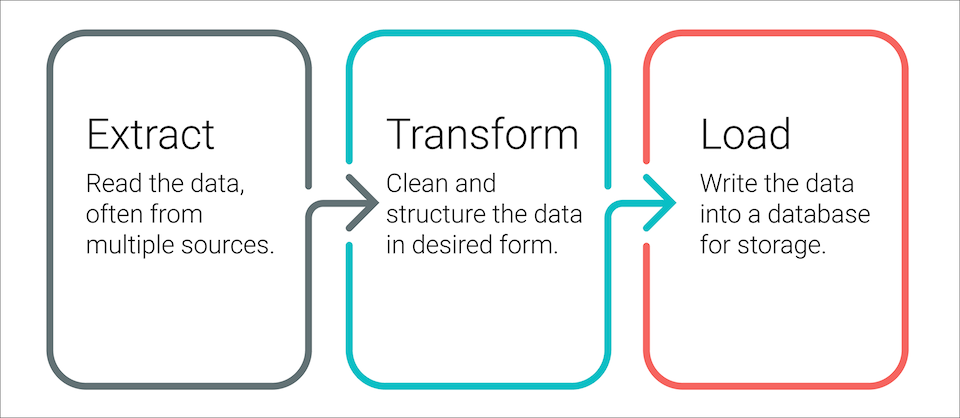 Extract
Read the data,
often from
multiple sources.
Transform
Clean and
structure the data
in desired form.
Load
Write the data
into a database
for storage.